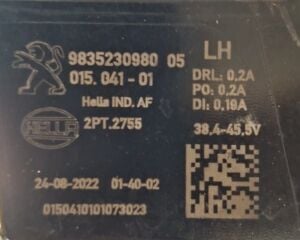 9835230980 05 LH
015.041-01
DRL: 0,2A
Hella IND. AF
PO: 0,2A
HELLA
2PT.2755
DI: 0,19A
38,4-45,5V
24-08-2022 01-40-02
0150410101073023